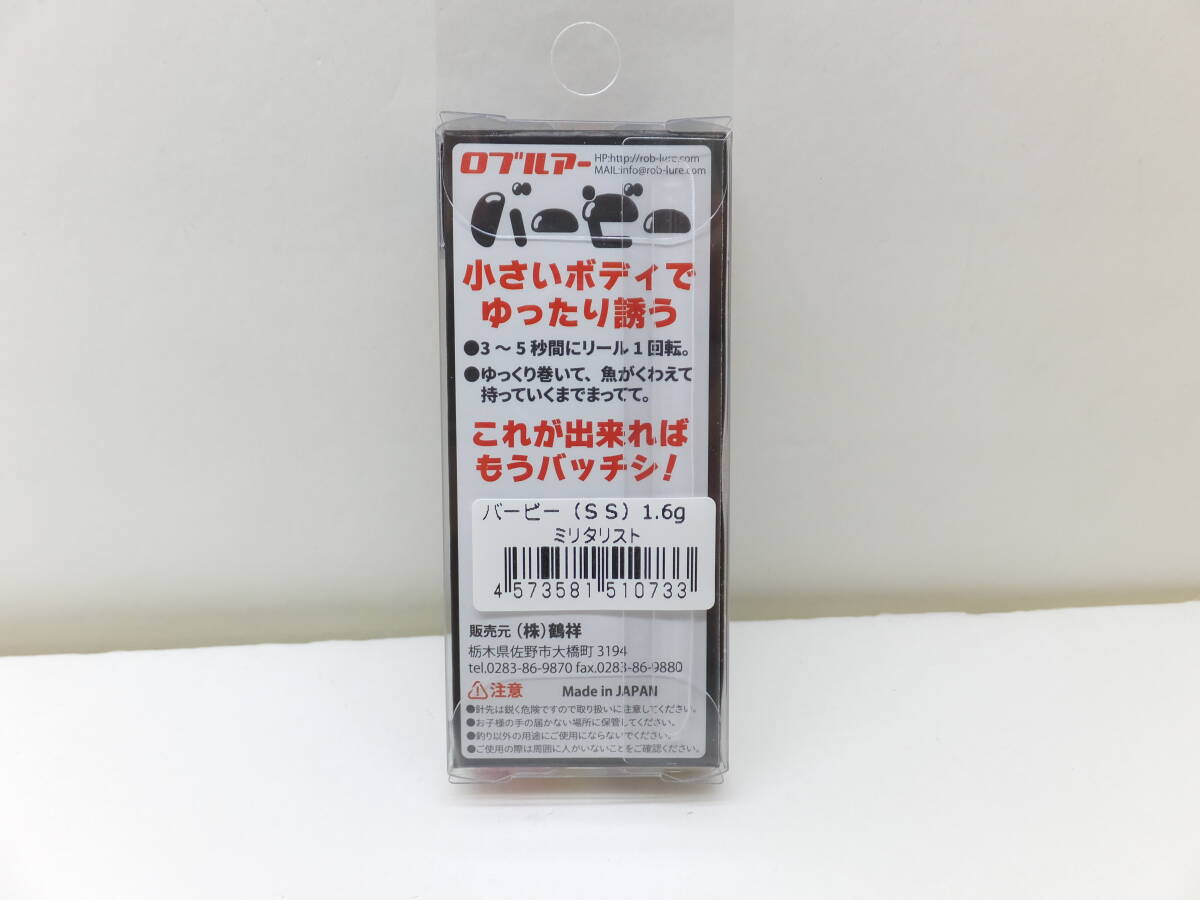 ロブルアー HP:http://rob-lure.com
MAIL:info@rob-lure.com
バービー
小さいボディで
ゆったり誘う
●3～5秒間にリール1回転。
●ゆっくり巻いて、魚がくわえて
持っていくまでまってて。
これが出来れば
もうバッチシ!
バービー（ＳＳ）1.6g
ミリタリスト
4 573581 510733
販売元（株）鶴祥
栃木県佐野市大橋町3194
tel.0283-86-9870 fax.0283-86-9880
注意 Made in JAPAN
●針先は鋭く危険ですので取り扱いに注意してください。
●お子様の手の届かない場所に保管してください。
●釣り以外の用途にご使用にならないでください。
●ご使用の際は周囲に人がいないことをご確認ください。